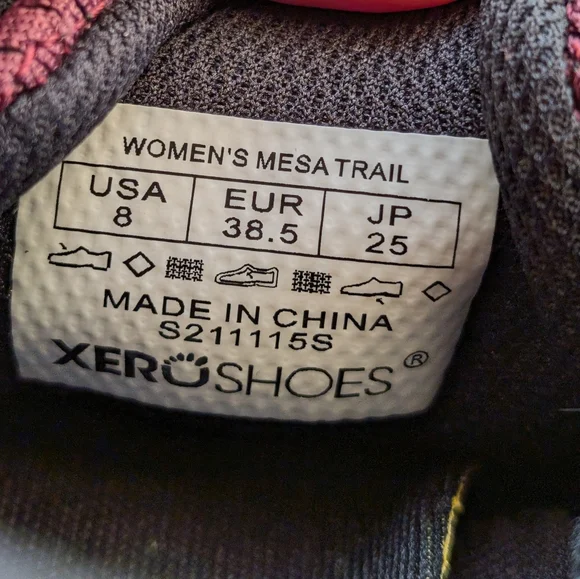 WOMEN'S MESA TRAIL
USA EUR JP
8 38.5 25
MADE IN CHINA
S211115S
XEROSHOES®